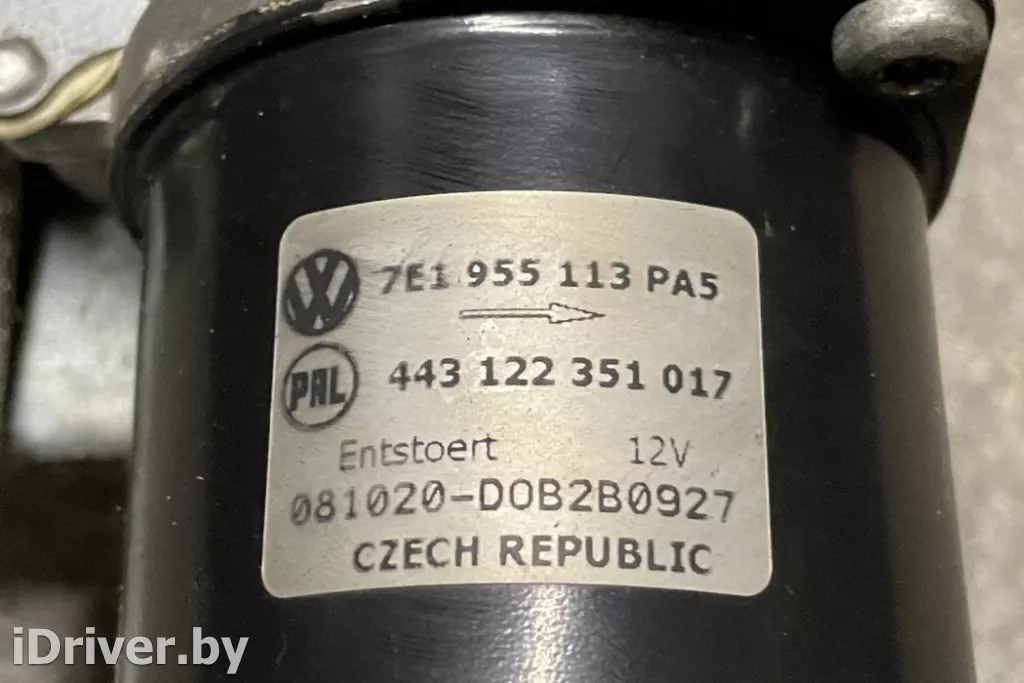 VW 7E1 955 113 PA5
PAL 443 122 351 017
Entstoert 12V
081020-D0B2B0927
CZECH REPUBLIC
iDriver.by